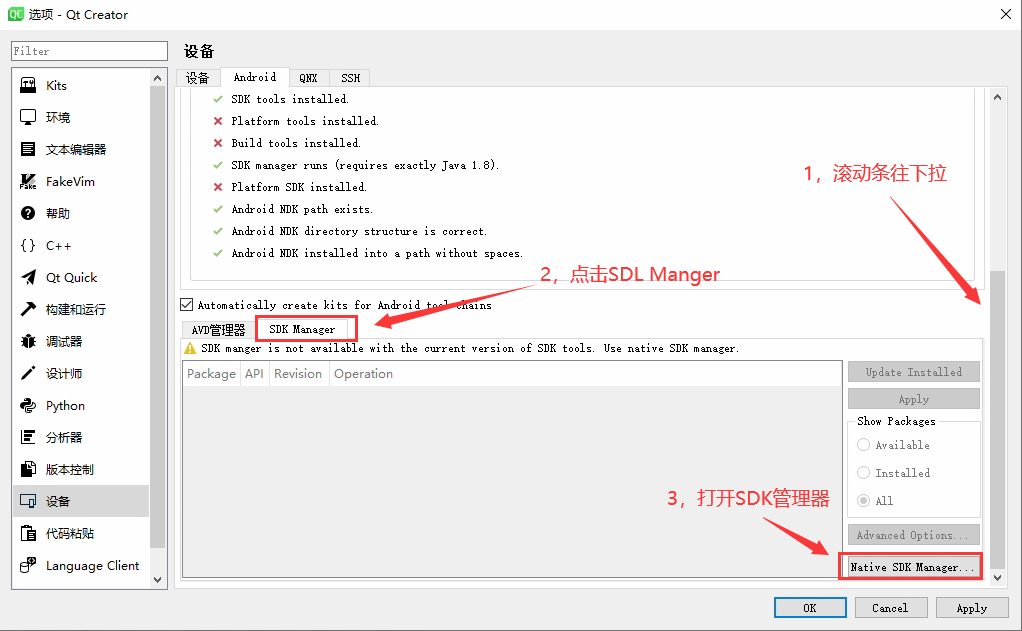 选项 - Qt Creator
Filter
Kits
环境
文本编辑器
FakeVim
帮助
C++
Qt Quick
构建和运行
调试器
设计师
Python
分析器
版本控制
设备
代码粘贴
Language Client
设备
设备 Android QNX SSH
SDK tools installed.
Platform tools installed.
Build tools installed.
SDK manager runs (requires exactly Java 1.8).
Platform SDK installed.
Android NDK path exists.
Android NDK directory structure is correct.
Android NDK installed into a path without spaces.
1，滚动条往下拉
2，点击SDL Manger
Automatically create kits for Android tool chains
AVD管理器 SDK Manager
SDK manger is not available with the current version of SDK tools. Use native SDK manager.
Package API Revision Operation
Update Installed
Apply
Show Packages
Available
Installed
All
3，打开SDK管理器
Advanced Options...
Native SDK Manager...
OK Cancel Apply